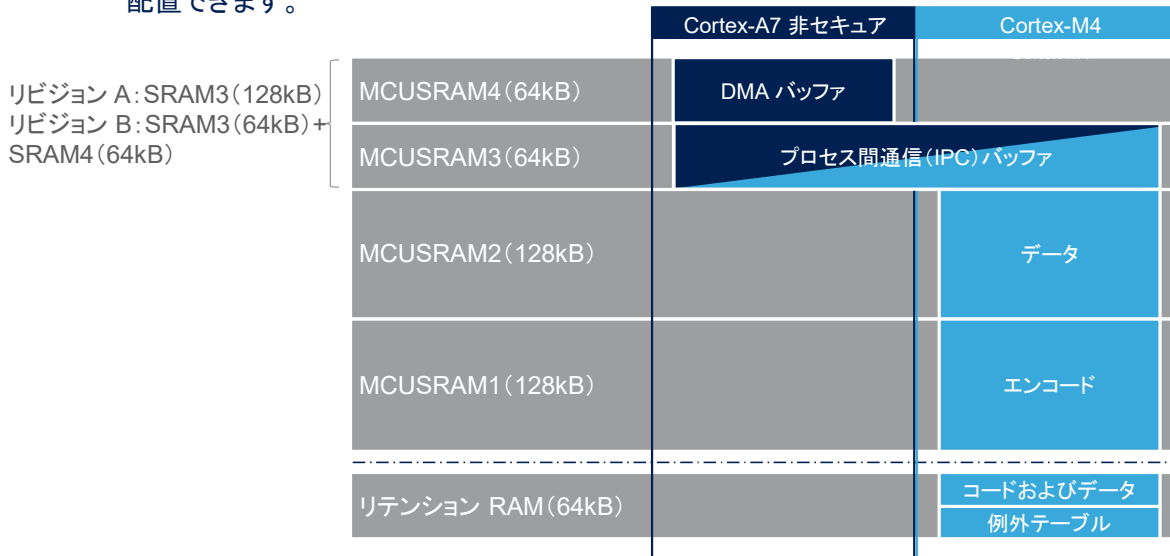 配置できます。
Cortex-A7 非セキュア
Cortex-M4
リビジョン A:SRAM3(128kB)
リビジョン B:SRAM3(64kB)+
SRAM4(64kB)
MCUSRAM4(64kB)
DMA バッファ
MCUSRAM3(64kB)
プロセス間通信(IPC)バッファ
MCUSRAM2(128kB)
データ
MCUSRAM1(128kB)
エンコード
リテンション RAM(64kB)
コードおよびデータ
例外テーブル